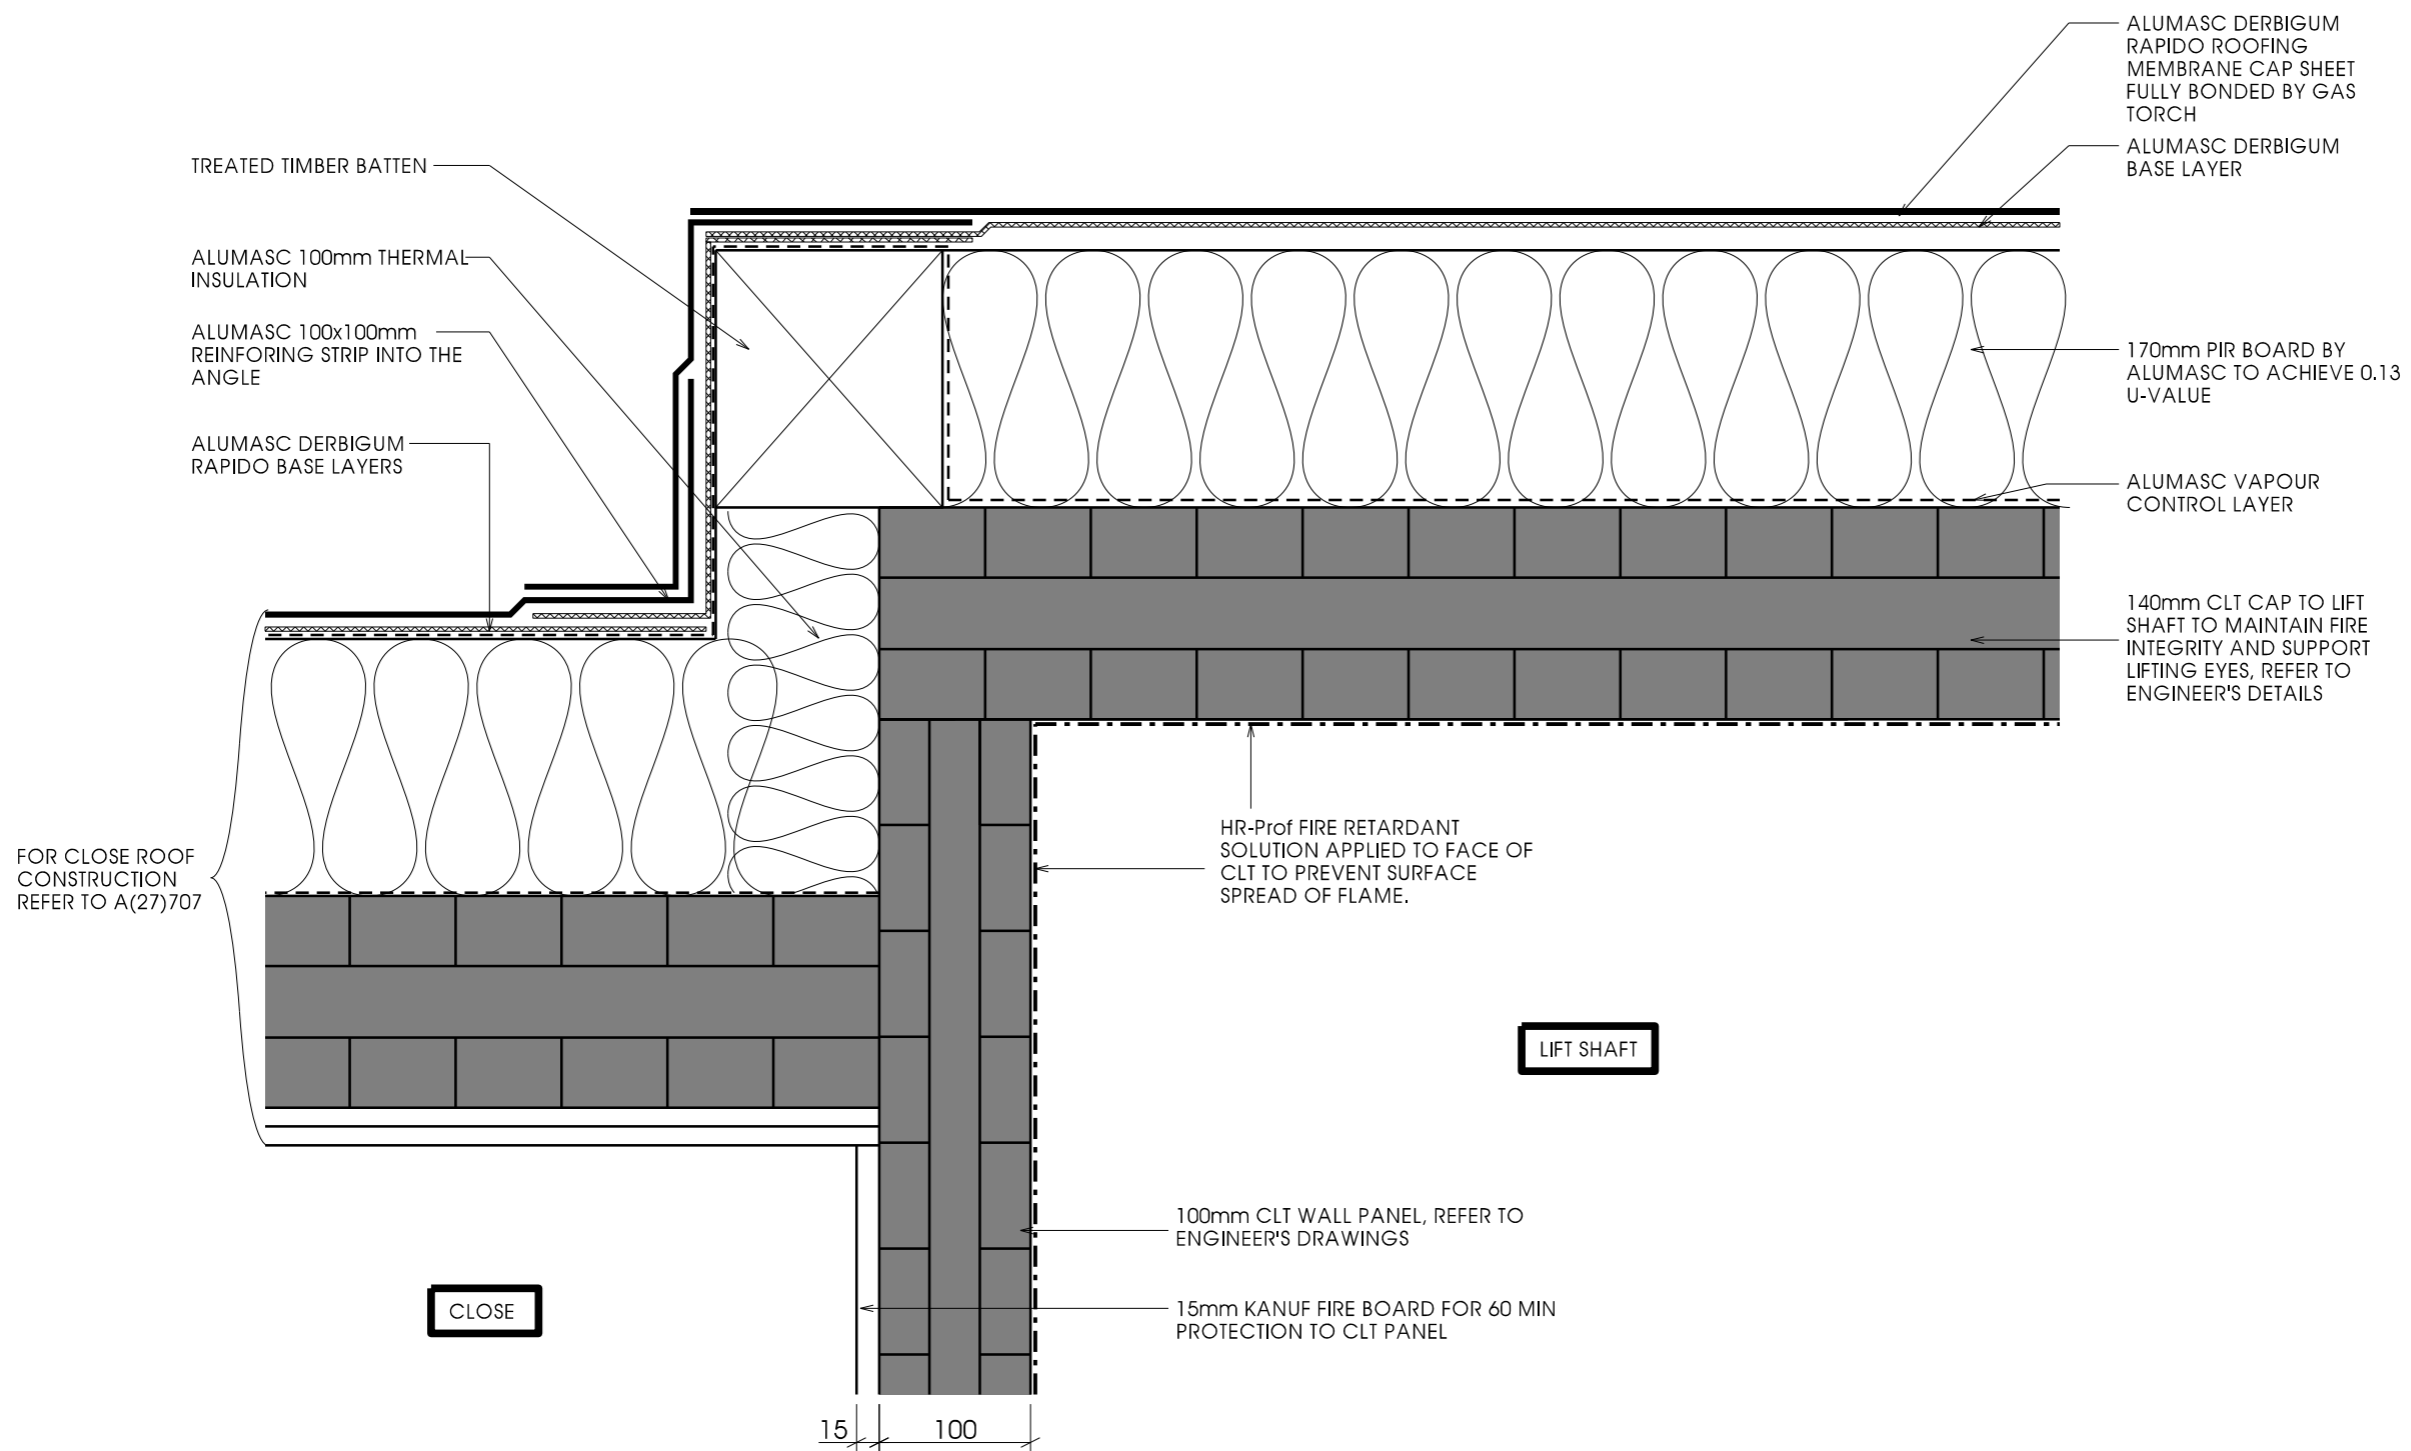 ALUMASC DERBIGUM
RAPIDO ROOFING
MEMBRANE CAP SHEET
FULLY BONDED BY GAS
TORCH
ALUMASC DERBIGUM
BASE LAYER
TREATED TIMBER BATTEN
ALUMASC 100mm THERMAL
INSULATION
ALUMASC 100x100mm
REINFORING STRIP INTO THE
ANGLE
ALUMASC DERBIGUM
RAPIDO BASE LAYERS
170mm PIR BOARD BY
ALUMASC TO ACHIEVE 0.13
U-VALUE
ALUMASC VAPOUR
CONTROL LAYER
140mm CLT CAP TO LIFT
SHAFT TO MAINTAIN FIRE
INTEGRITY AND SUPPORT
LIFTING EYES, REFER TO
ENGINEER'S DETAILS
FOR CLOSE ROOF
CONSTRUCTION
REFER TO A(27)707
HR-Prof FIRE RETARDANT
SOLUTION APPLIED TO FACE OF
CLT TO PREVENT SURFACE
SPREAD OF FLAME.
LIFT SHAFT
100mm CLT WALL PANEL, REFER TO
ENGINEER'S DRAWINGS
CLOSE
15mm KANUF FIRE BOARD FOR 60 MIN
PROTECTION TO CLT PANEL
15
100